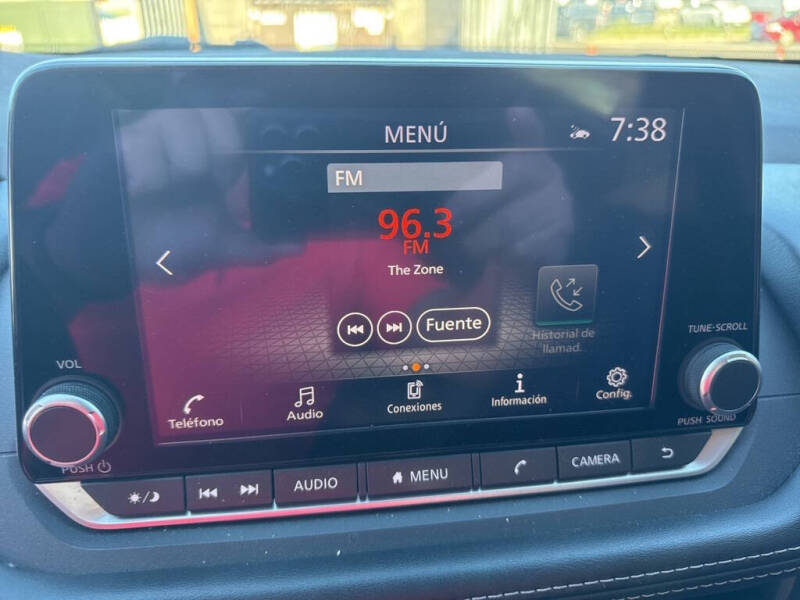 MENÚ
7:38
FM
96.3
FM
The Zone
Fuente
Historial de
llamad.
Teléfono
Audio
Conexiones
Información
Config.
VOL
PUSH
TUNE·SCROLL
PUSH SOUND
AUDIO
MENU
CAMERA